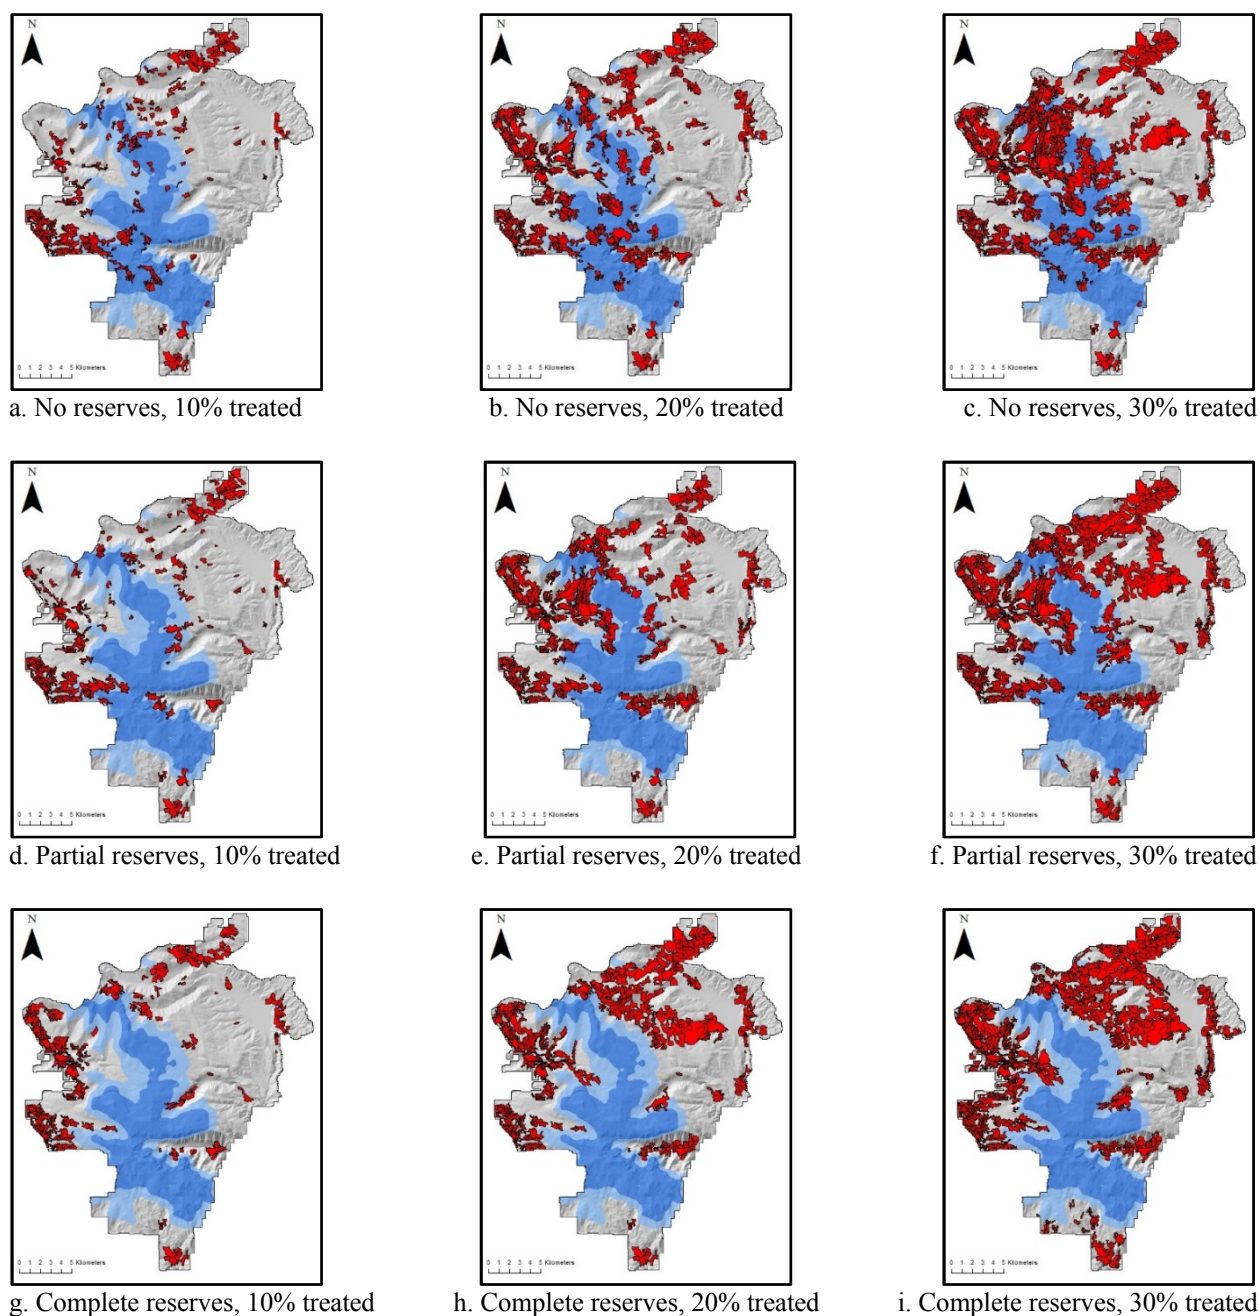 N N N
0 1 2 3 4 5 Kilometers 0 1 2 3 4 5 Kilometers 0 1 2 3 4 5 Kilometers
a. No reserves, 10% treated b. No reserves, 20% treated c. No reserves, 30% treated
N N N
0 1 2 3 4 5 Kilometers 0 1 2 3 4 5 Kilometers 0 1 2 3 4 5 Kilometers
d. Partial reserves, 10% treated e. Partial reserves, 20% treated f. Partial reserves, 30% treated
N N N
0 1 2 3 4 5 Kilometers 0 1 2 3 4 5 Kilometers 0 1 2 3 4 5 Kilometers
g. Complete reserves, 10% treated h. Complete reserves, 20% treated i. Complete reserves, 30% treated